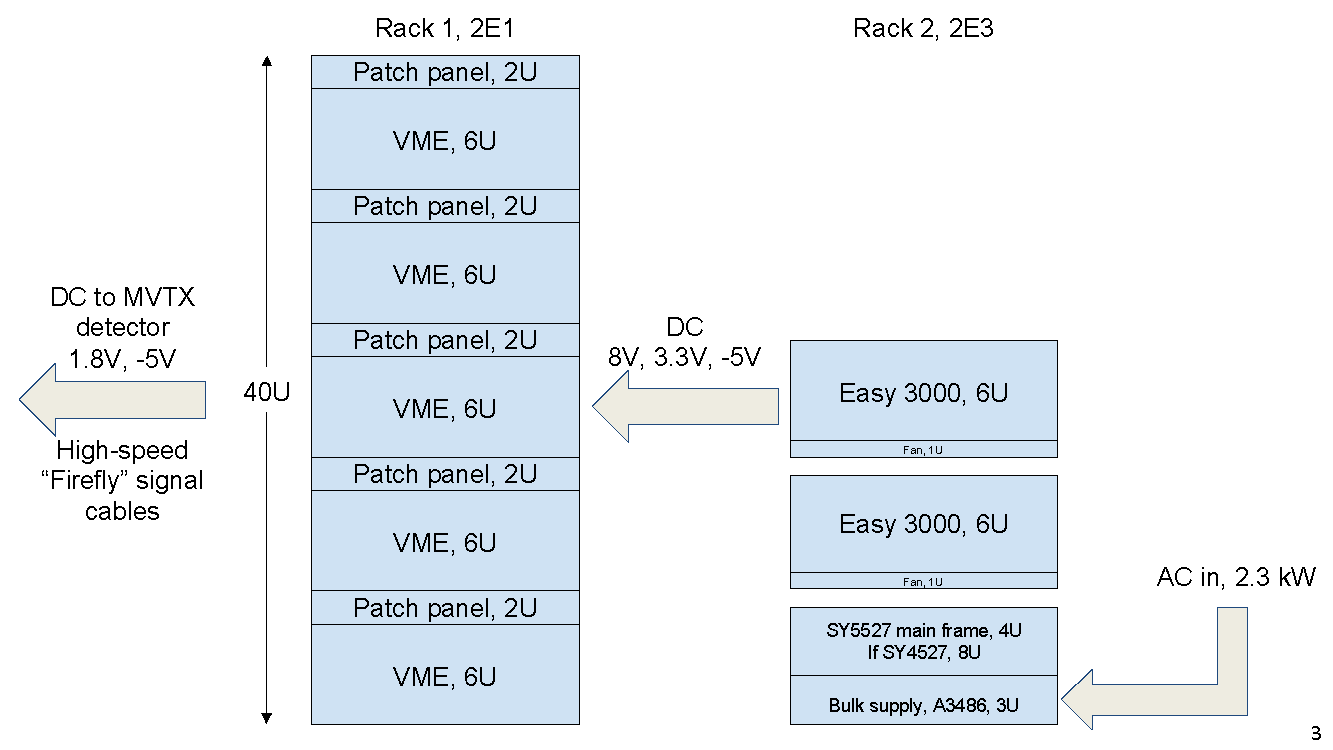 Rack 1, 2E1
Rack 2, 2E3
Patch panel, 2U
VME, 6U
Patch panel, 2U
VME, 6U
Patch panel, 2U
VME, 6U
Patch panel, 2U
VME, 6U
Patch panel, 2U
VME, 6U
DC to MVTX
detector
1.8V, -5V
High-speed
“Firefly” signal
cables
40U
DC
8V, 3.3V, -5V
Easy 3000, 6U
Fan, 1U
Easy 3000, 6U
Fan, 1U
SY5527 main frame, 4U
If SY4527, 8U
Bulk supply, A3486, 3U
AC in, 2.3 kW
3